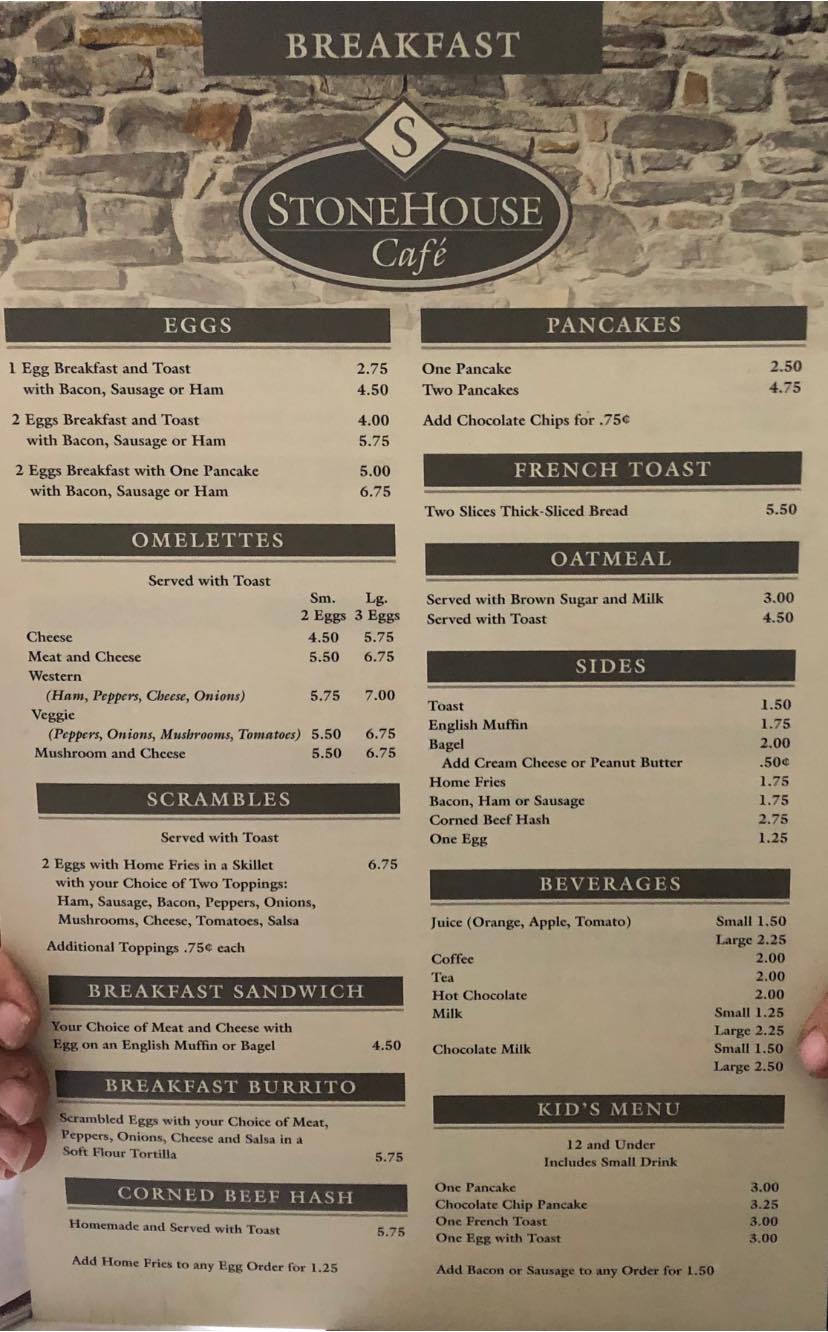 BREAKFAST
S
STONEHOUSE
Café
EGGS
1 Egg Breakfast and Toast 2.75
with Bacon, Sausage or Ham 4.50
2 Eggs Breakfast and Toast 4.00
with Bacon, Sausage or Ham 5.75
2 Eggs Breakfast with One Pancake 5.00
with Bacon, Sausage or Ham 6.75
OMELETTES
Served with Toast
Sm. Lg.
2 Eggs 3 Eggs
Cheese 4.50 5.75
Meat and Cheese 5.50 6.75
Western
(Ham, Peppers, Cheese, Onions) 5.75 7.00
Veggie
(Peppers, Onions, Mushrooms, Tomatoes) 5.50 6.75
Mushroom and Cheese 5.50 6.75
SCRAMBLES
Served with Toast
2 Eggs with Home Fries in a Skillet 6.75
with your Choice of Two Toppings:
Ham, Sausage, Bacon, Peppers, Onions,
Mushrooms, Cheese, Tomatoes, Salsa
Additional Toppings .75¢ each
BREAKFAST SANDWICH
Your Choice of Meat and Cheese with
Egg on an English Muffin or Bagel 4.50
BREAKFAST BURRITO
Scrambled Eggs with your Choice of Meat,
Peppers, Onions, Cheese and Salsa in a
Soft Flour Tortilla 5.75
CORNED BEEF HASH
Homemade and Served with Toast 5.75
Add Home Fries to any Egg Order for 1.25
PANCAKES
One Pancake 2.50
Two Pancakes 4.75
Add Chocolate Chips for .75¢
FRENCH TOAST
Two Slices Thick-Sliced Bread 5.50
OATMEAL
Served with Brown Sugar and Milk 3.00
Served with Toast 4.50
SIDES
Toast 1.50
English Muffin 1.75
Bagel 2.00
Add Cream Cheese or Peanut Butter .50¢
Home Fries 1.75
Bacon, Ham or Sausage 1.75
Corned Beef Hash 2.75
One Egg 1.25
BEVERAGES
Juice (Orange, Apple, Tomato) Small 1.50
Large 2.25
Coffee 2.00
Tea 2.00
Hot Chocolate 2.00
Milk Small 1.25
Large 2.25
Chocolate Milk Small 1.50
Large 2.50
KID'S MENU
12 and Under
Includes Small Drink
One Pancake 3.00
Chocolate Chip Pancake 3.25
One French Toast 3.00
One Egg with Toast 3.00
Add Bacon or Sausage to any Order for 1.50